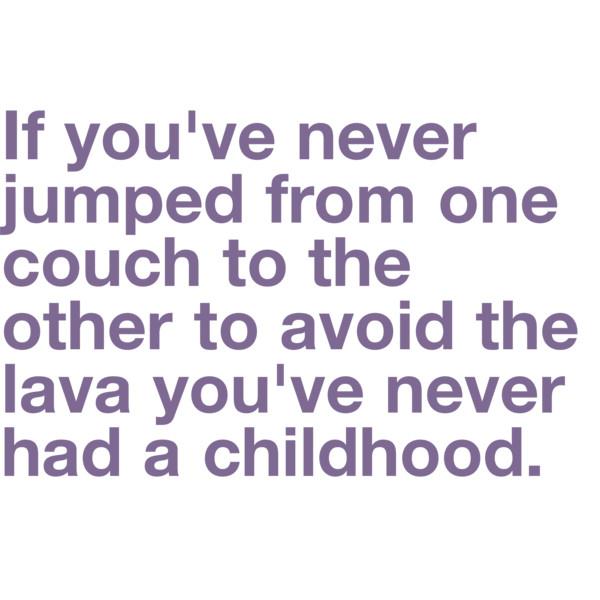 If you've never
jumped from one
couch to the
other to avoid the
lava you've never
had a childhood.